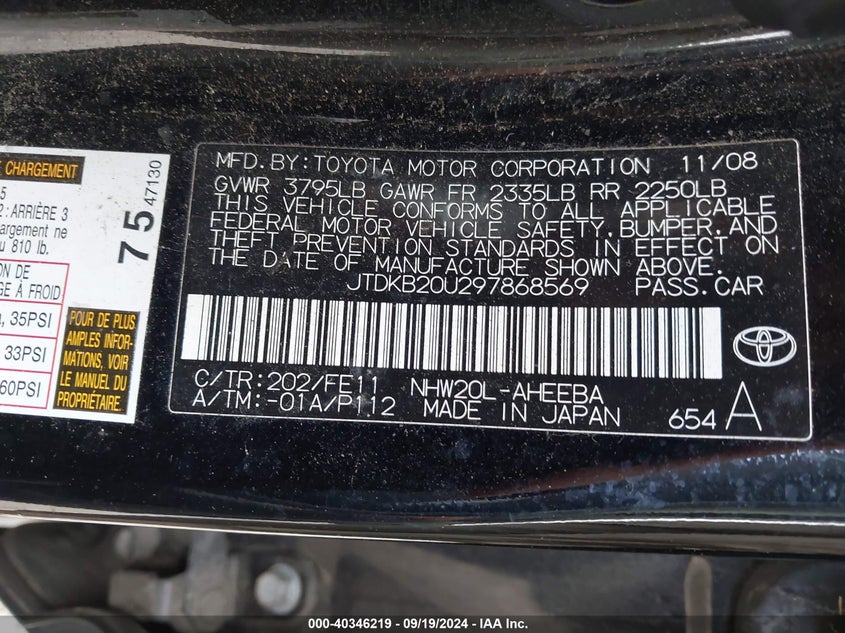 E CHARGEMENT
5
2: ARRIÈRE 3
hargement ne
u 810 lb.
ION DE
GE À FROID
a, 35PSI
33PSI
60PSI
POUR DE PLUS
AMPLES INFOR-
MATIONS, VOIR
LE MANUEL DU
PROPRIÉTAIRE.
75
47130
MFD.BY:TOYOTA MOTOR CORPORATION 11/08
GVWR 3795LB GAWR FR 2335LB RR 2250LB
THIS VEHICLE CONFORMS TO ALL APPLICABLE
FEDERAL MOTOR VEHICLE SAFETY,BUMPER,AND
THEFT PREVENTION STANDARDS IN EFFECT ON
THE DATE OF MANUFACTURE SHOWN ABOVE.
JTDKB20U297868569 PASS.CAR
C/TR:202/FE11 NHW20L-AHEEBA
A/TM:-01A/P112 MADE IN JAPAN 654 A
000-40346219 - 09/19/2024 - IAA Inc.